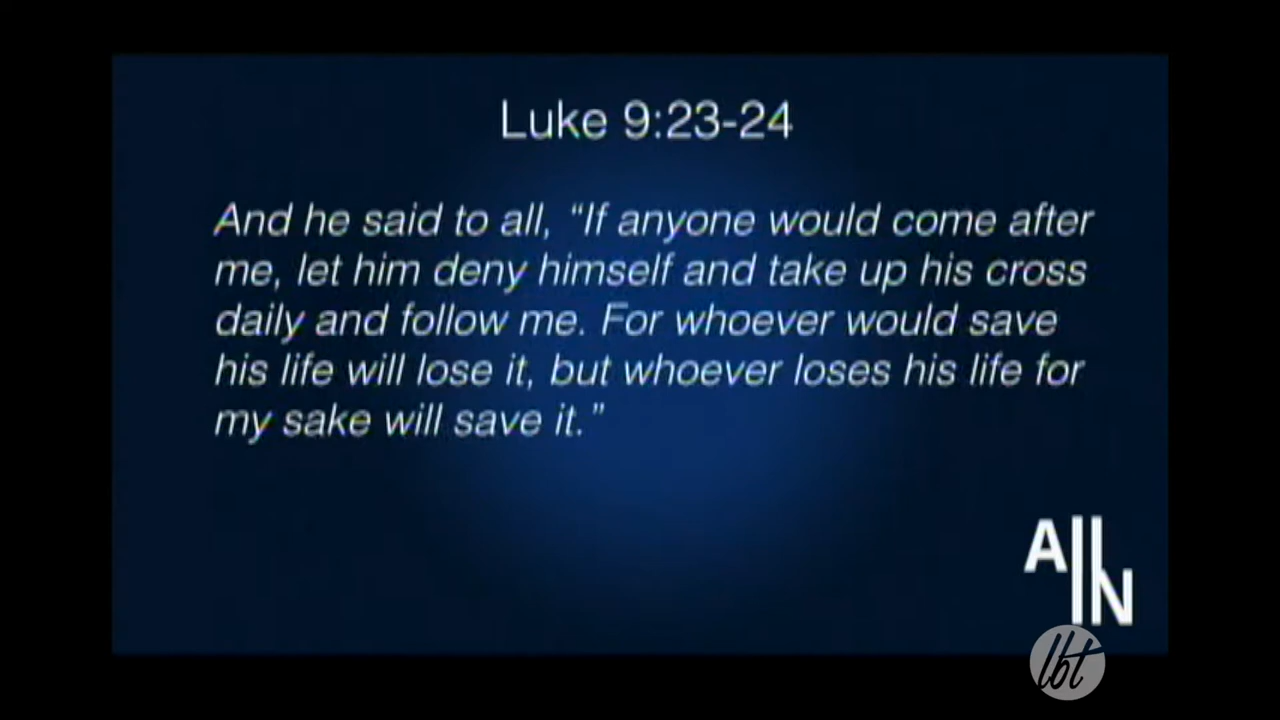 Luke 9:23-24
And he said to all, “If anyone would come after
me, let him deny himself and take up his cross
daily and follow me. For whoever would save
his life will lose it, but whoever loses his life for
my sake will save it.”
All
IN
lbt